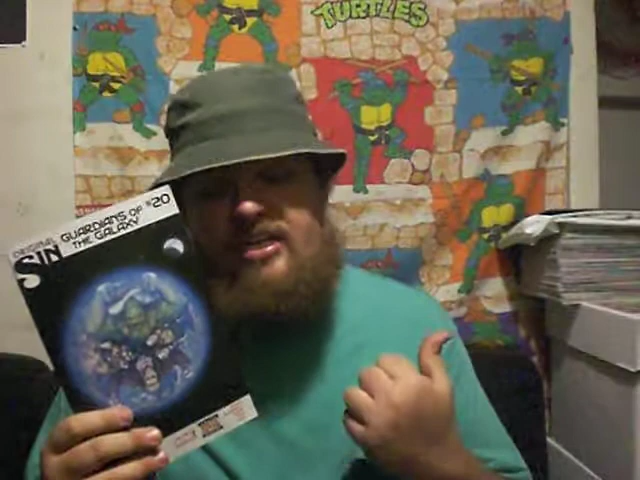 TURTLES
ORIGINAL
SIN
GUARDIANS OF #20
THE GALAXY